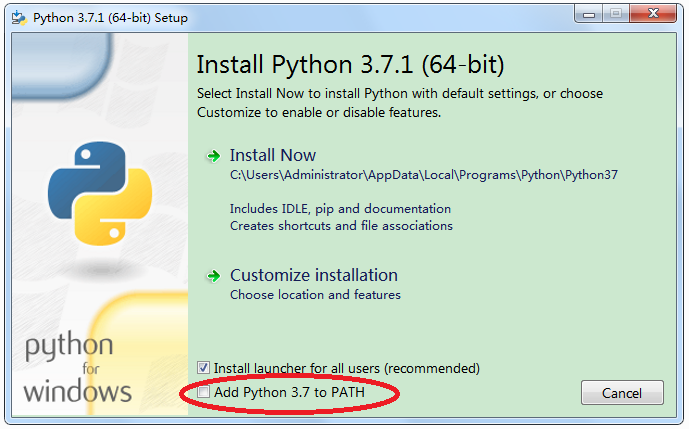 Python 3.7.1 (64-bit) Setup
Install Python 3.7.1 (64-bit)
Select Install Now to install Python with default settings, or choose
Customize to enable or disable features.
Install Now
C:\Users\Administrator\AppData\Local\Programs\Python\Python37
Includes IDLE, pip and documentation
Creates shortcuts and file associations
Customize installation
Choose location and features
python
for
windows
Install launcher for all users (recommended)
Add Python 3.7 to PATH
Cancel